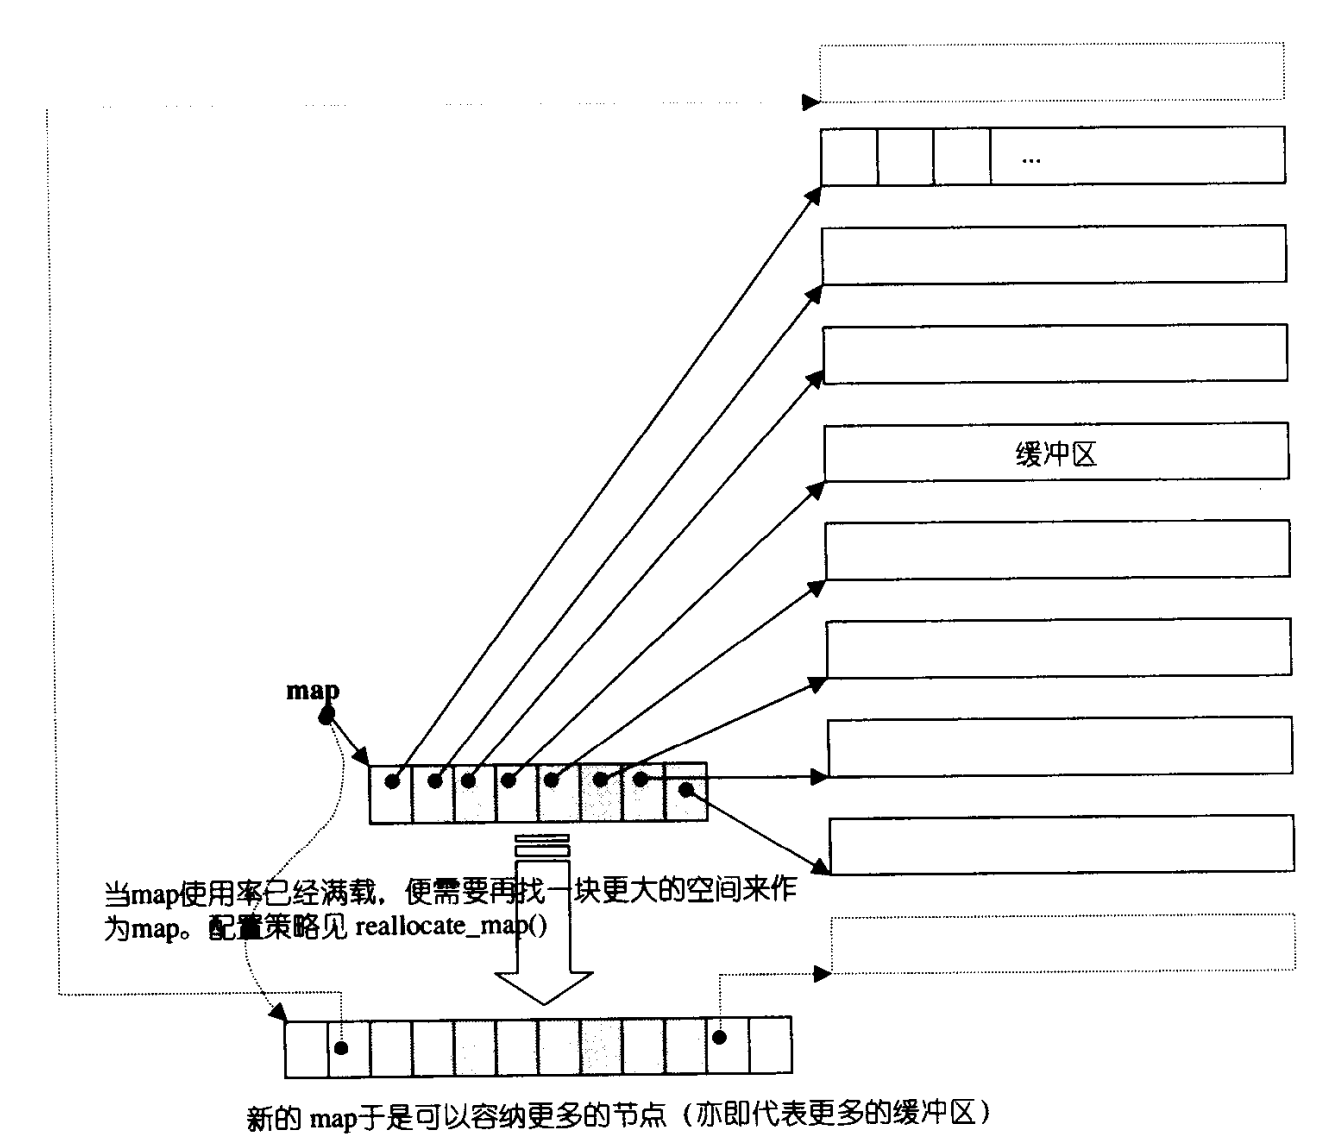 ...
缓冲区
map
当map使用率已经满载，便需要再找一块更大的空间来作
为map。配置策略见 reallocate_map()
新的 map于是可以容纳更多的节点（亦即代表更多的缓冲区）